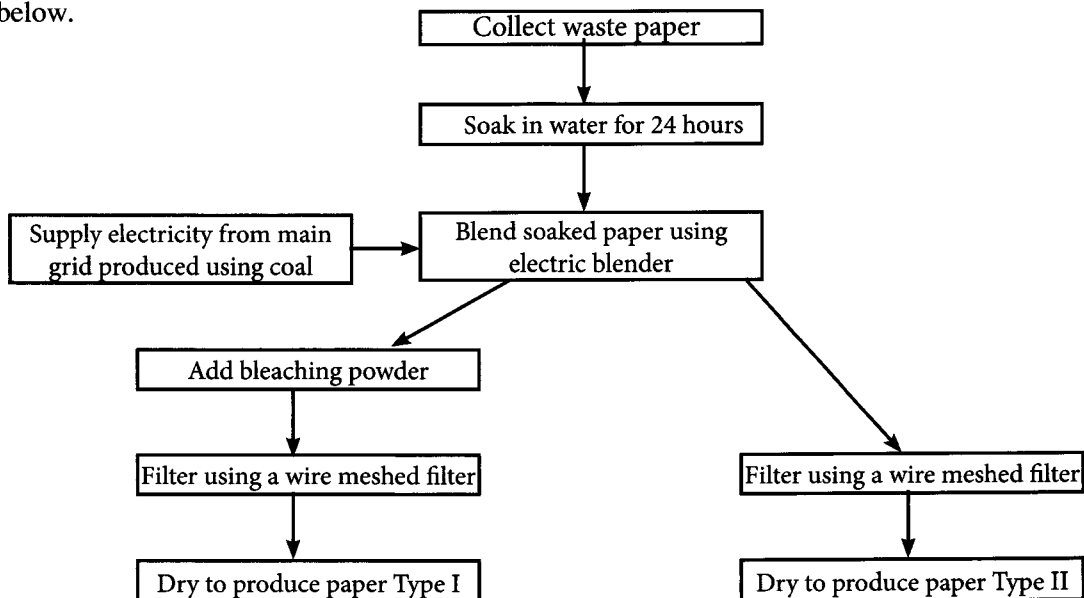 below.
Collect waste paper
Soak in water for 24 hours
Supply electricity from main
grid produced using coal
Blend soaked paper using
electric blender
Add bleaching powder
Filter using a wire meshed filter
Filter using a wire meshed filter
Dry to produce paper Type I
Dry to produce paper Type II